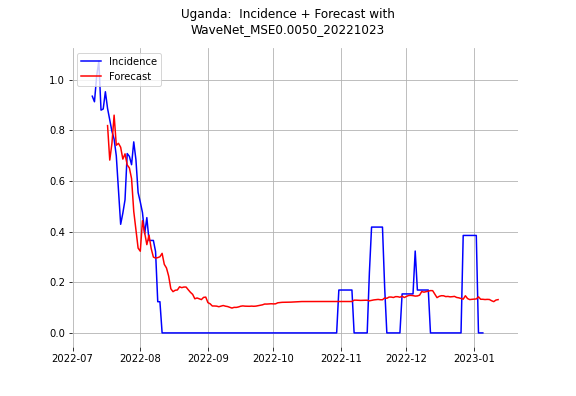 Uganda:  Incidence + Forecast with
WaveNet_MSE0.0050_20221023
Incidence
Forecast
1.0
0.8
0.6
0.4
0.2
0.0
2022-07 2022-08 2022-09 2022-10 2022-11 2022-12 2023-01